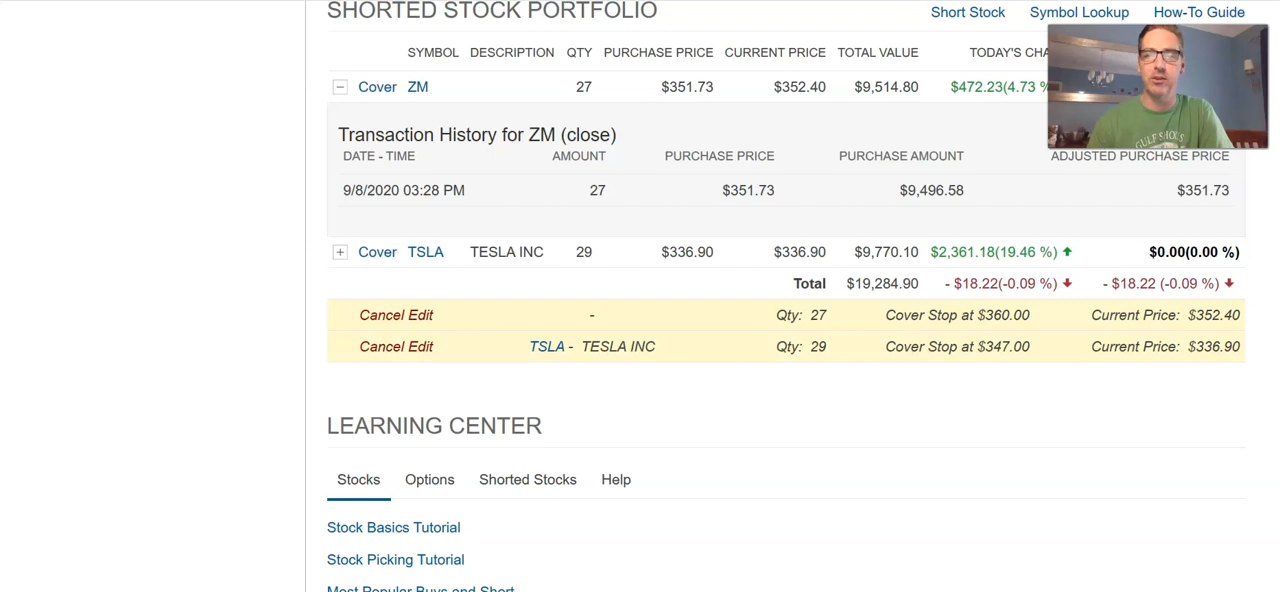 SHORTED STOCK PORTFOLIO Short Stock Symbol Lookup How-To Guide
SYMBOL DESCRIPTION QTY PURCHASE PRICE CURRENT PRICE TOTAL VALUE TODAY'S CHA
Cover ZM 27 $351.73 $352.40 $9,514.80 $472.23(4.73 %
Transaction History for ZM (close)
DATE - TIME AMOUNT PURCHASE PRICE PURCHASE AMOUNT ADJUSTED PURCHASE PRICE
9/8/2020 03:28 PM 27 $351.73 $9,496.58 $351.73
Cover TSLA TESLA INC 29 $336.90 $336.90 $9,770.10 $2,361.18(19.46 %) $0.00(0.00 %)
Total $19,284.90 - $18.22(-0.09 %) - $18.22 (-0.09 %)
Cancel Edit - Qty: 27 Cover Stop at $360.00 Current Price: $352.40
Cancel Edit TSLA - TESLA INC Qty: 29 Cover Stop at $347.00 Current Price: $336.90
LEARNING CENTER
Stocks Options Shorted Stocks Help
Stock Basics Tutorial
Stock Picking Tutorial
Most Popular Buys and Short
GULF SHORES